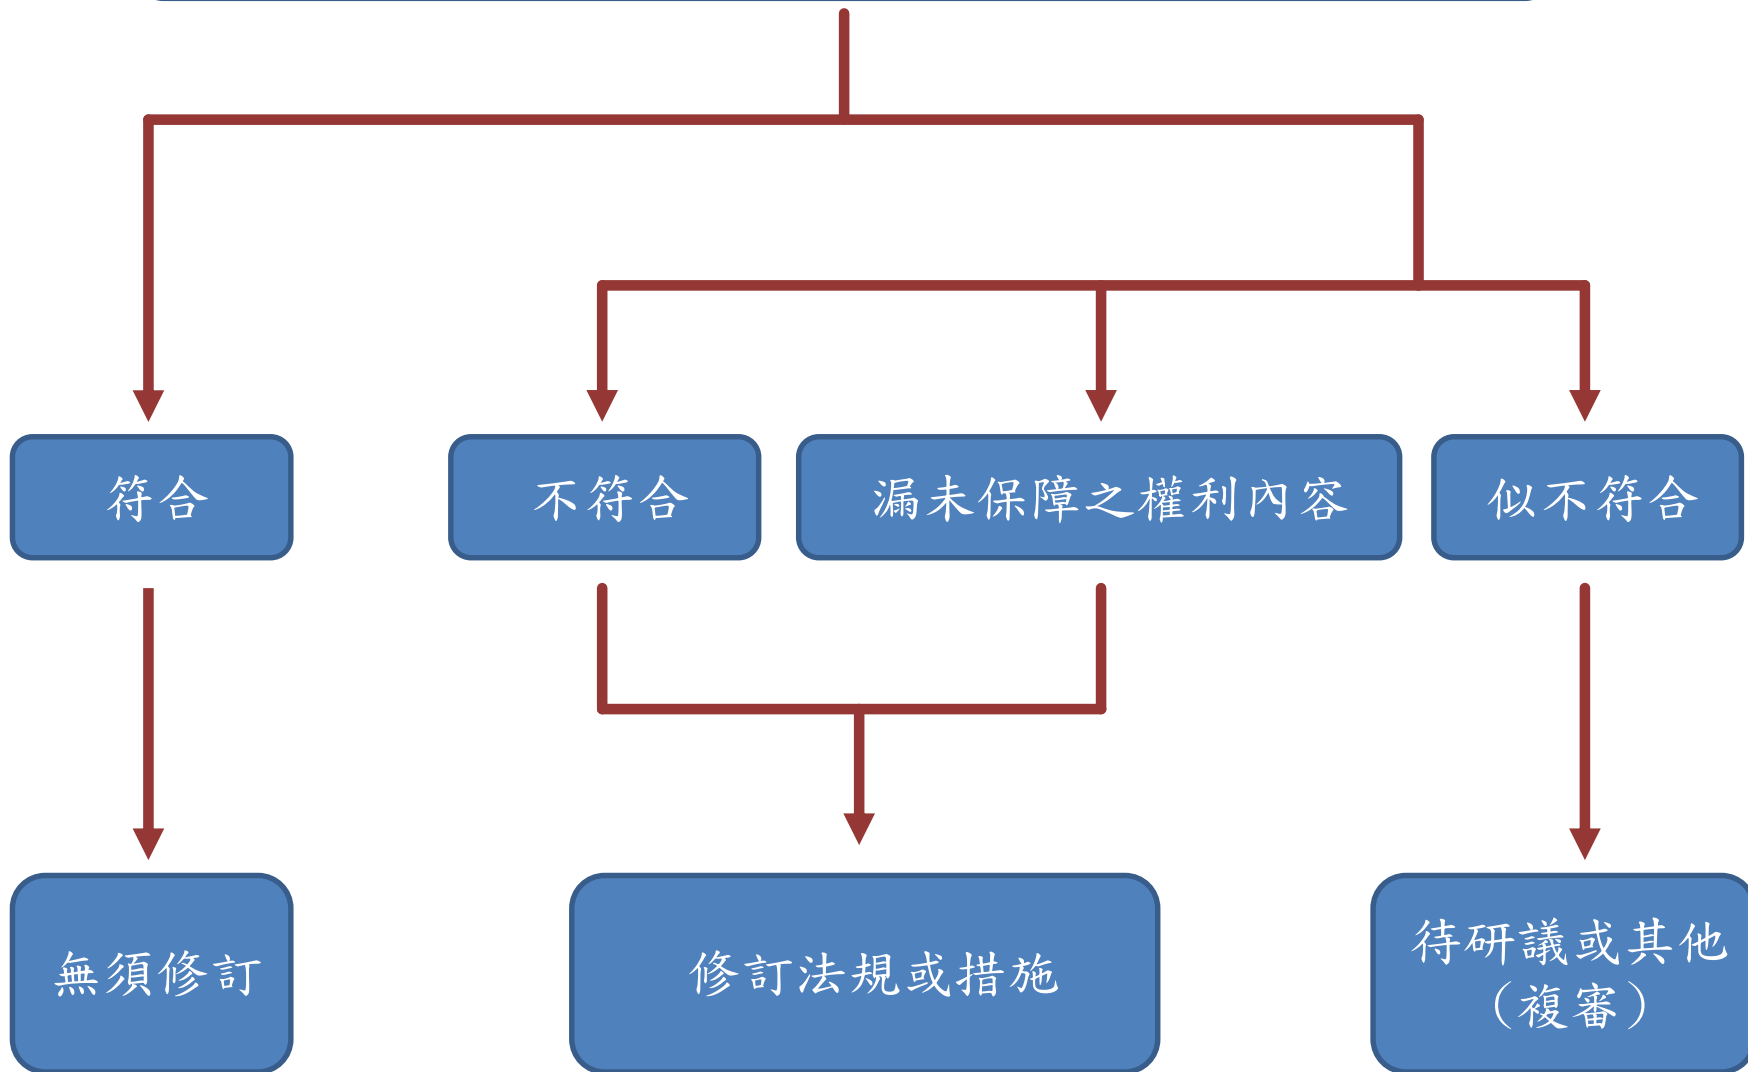 符合
不符合
漏未保障之權利內容
似不符合
無須修訂
修訂法規或措施
待研議或其他
（複審）